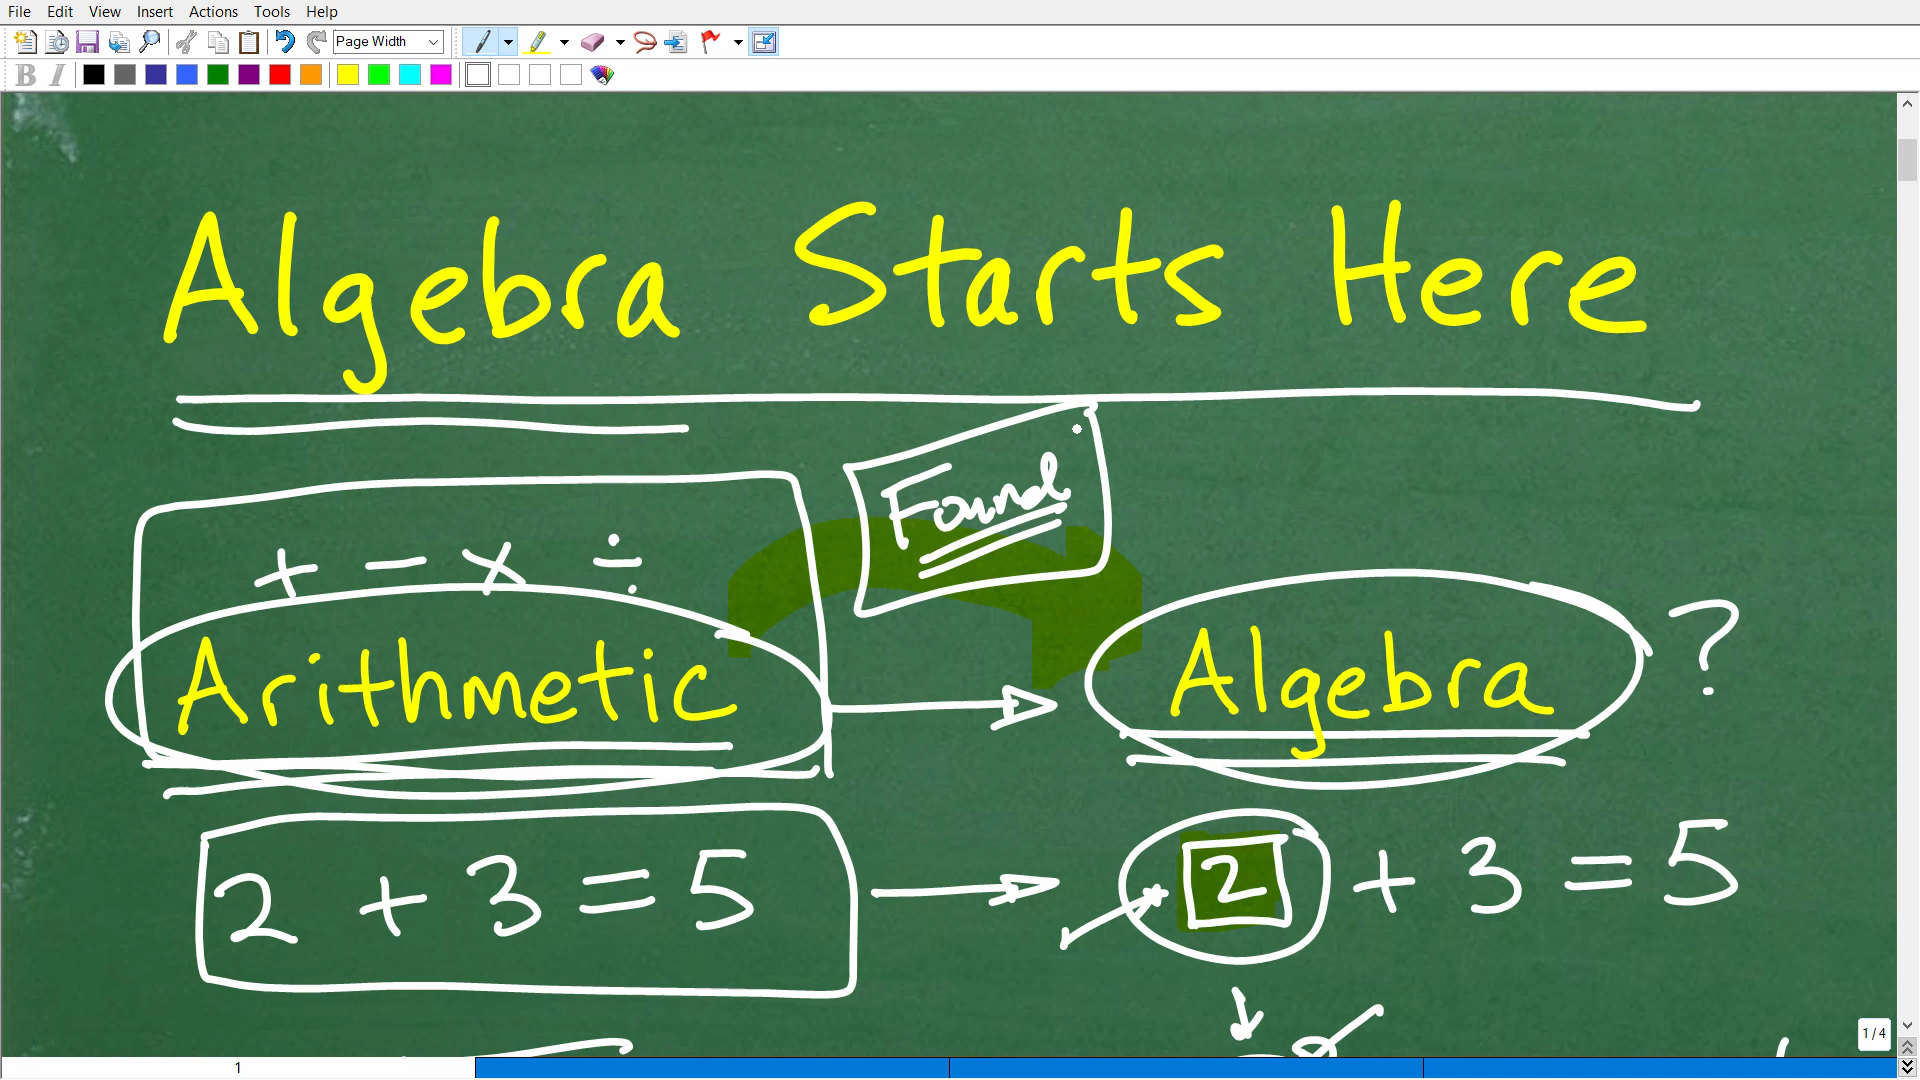 File Edit View Insert Actions Tools Help
Page Width
B I
Algebra Starts Here
Found
+ - × ÷
Arithmetic Algebra ?
2 + 3 = 5 2 + 3 = 5
1 / 4
1